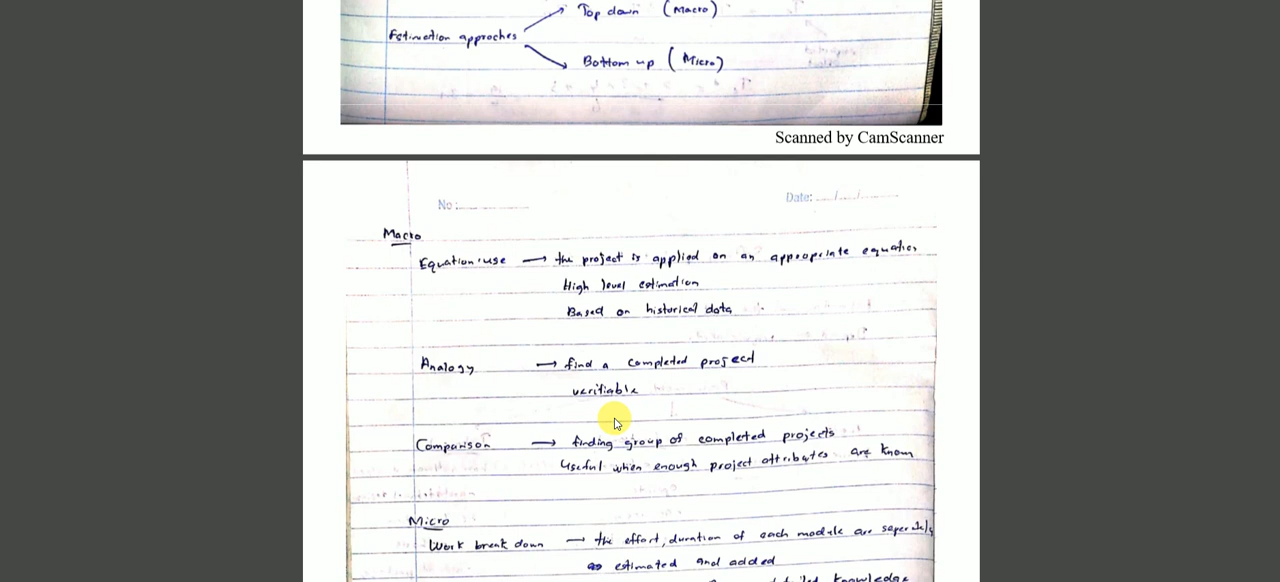 Top down (Macro)
Estimation approches
Bottom up (Micro)
Scanned by CamScanner
No:
Date: ..../..../....
Macro
Equation use → the project is applied on an appropriate equation
High level estimation
Based on historical data
Analogy → find a completed project
verifiable
Comparison → finding group of completed projects
Useful when enough project attributes are known
Micro
Work break down → the effort, duration of each module are seperately
estimated and added
knowledge